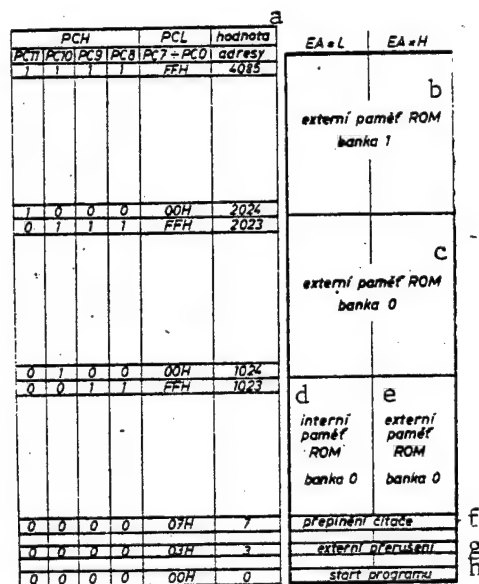 a
PCH PCL hodnota EA=L EA=H
PC11 PC10 PC9 PC8 PC7÷PC0 adresy
1 1 1 1 FFH 4085
b
externí paměť ROM
banka 1
1 0 0 0 00H 2024
0 1 1 1 FFH 2023
c
externí paměť ROM
banka 0
0 1 0 0 00H 1024
0 0 1 1 FFH 1023
d e
interní externí
paměť paměť
ROM ROM
banka 0 banka 0
0 0 0 0 07H 7 přeplnění čítače f
0 0 0 0 03H 3 externí přerušení g
0 0 0 0 00H 0 start programu h